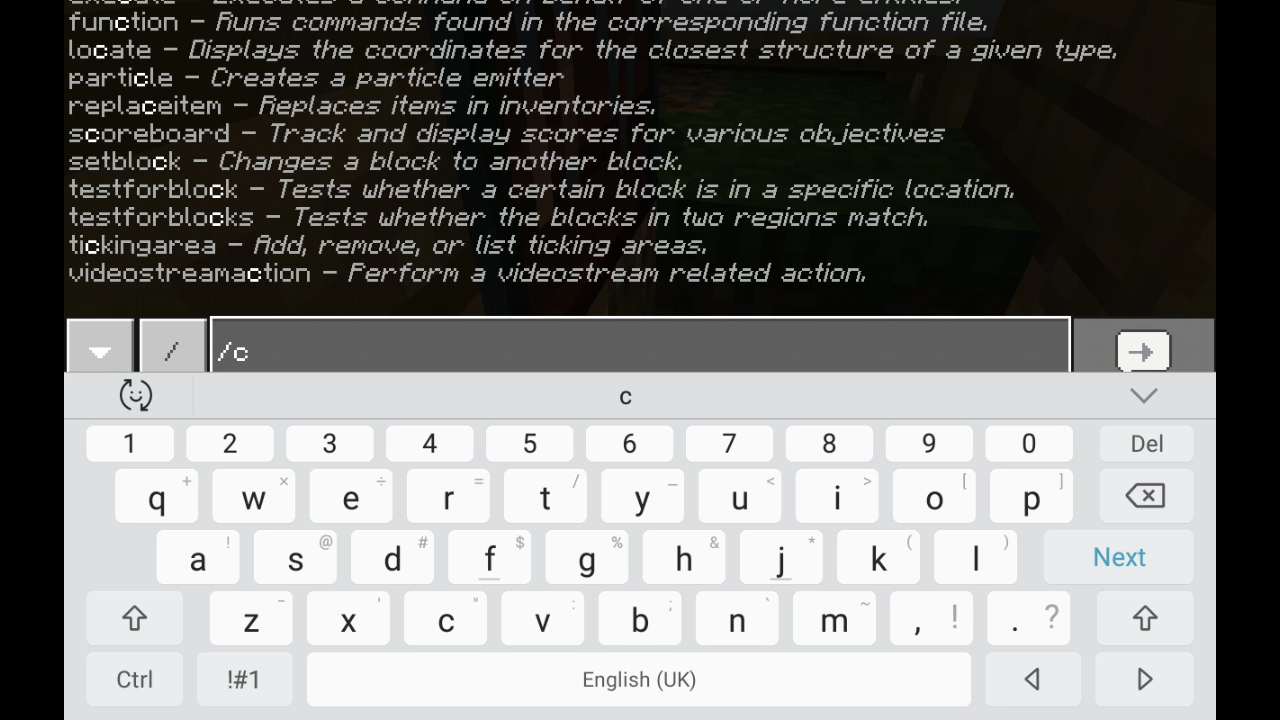 function - Runs commands found in the corresponding function file.
locate - Displays the coordinates for the closest structure of a given type.
particle - Creates a particle emitter
replaceitem - Replaces items in inventories.
scoreboard - Track and display scores for various objectives
setblock - Changes a block to another block.
testforblock - Tests whether a certain block is in a specific location.
testforblocks - Tests whether the blocks in two regions match.
tickingarea - Add, remove, or list ticking areas.
videostreamaction - Perform a videostream related action.
/ /c
c
1 2 3 4 5 6 7 8 9 0 Del
q + w × e ÷ r = t / y _ u < i > o [ p ]
a ! s @ d # f $ g % h & j * k ( l ) Next
z - x ' c " v : b ; n ` m ~ , ! . ?
Ctrl !#1 English (UK)